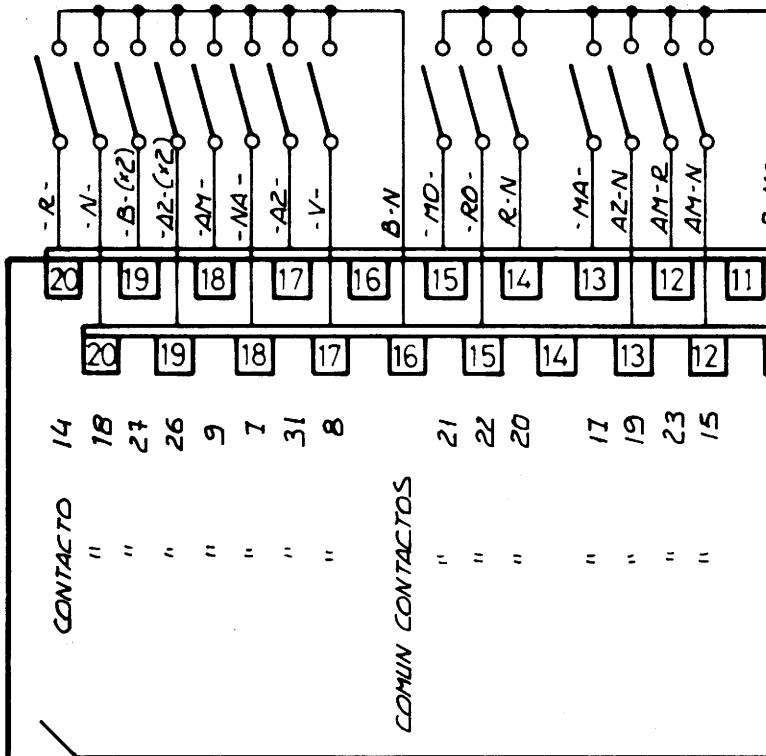 -R-
-N-
-B-(x2)
-AZ-(x2)
-AM-
-NA-
-AZ-
-V-
B-N
-MO-
-RO-
R-N
-MA-
AZ-N
AM-R
AM-N
20 19 18 17 16 15 14 13 12 11
20 19 18 17 16 15 14 13 12
14 18 27 26 9 7 31 8 21 22 20 17 19 23 15
CONTACTO " " " " " " "
COMUN CONTACTOS " " " " " " "